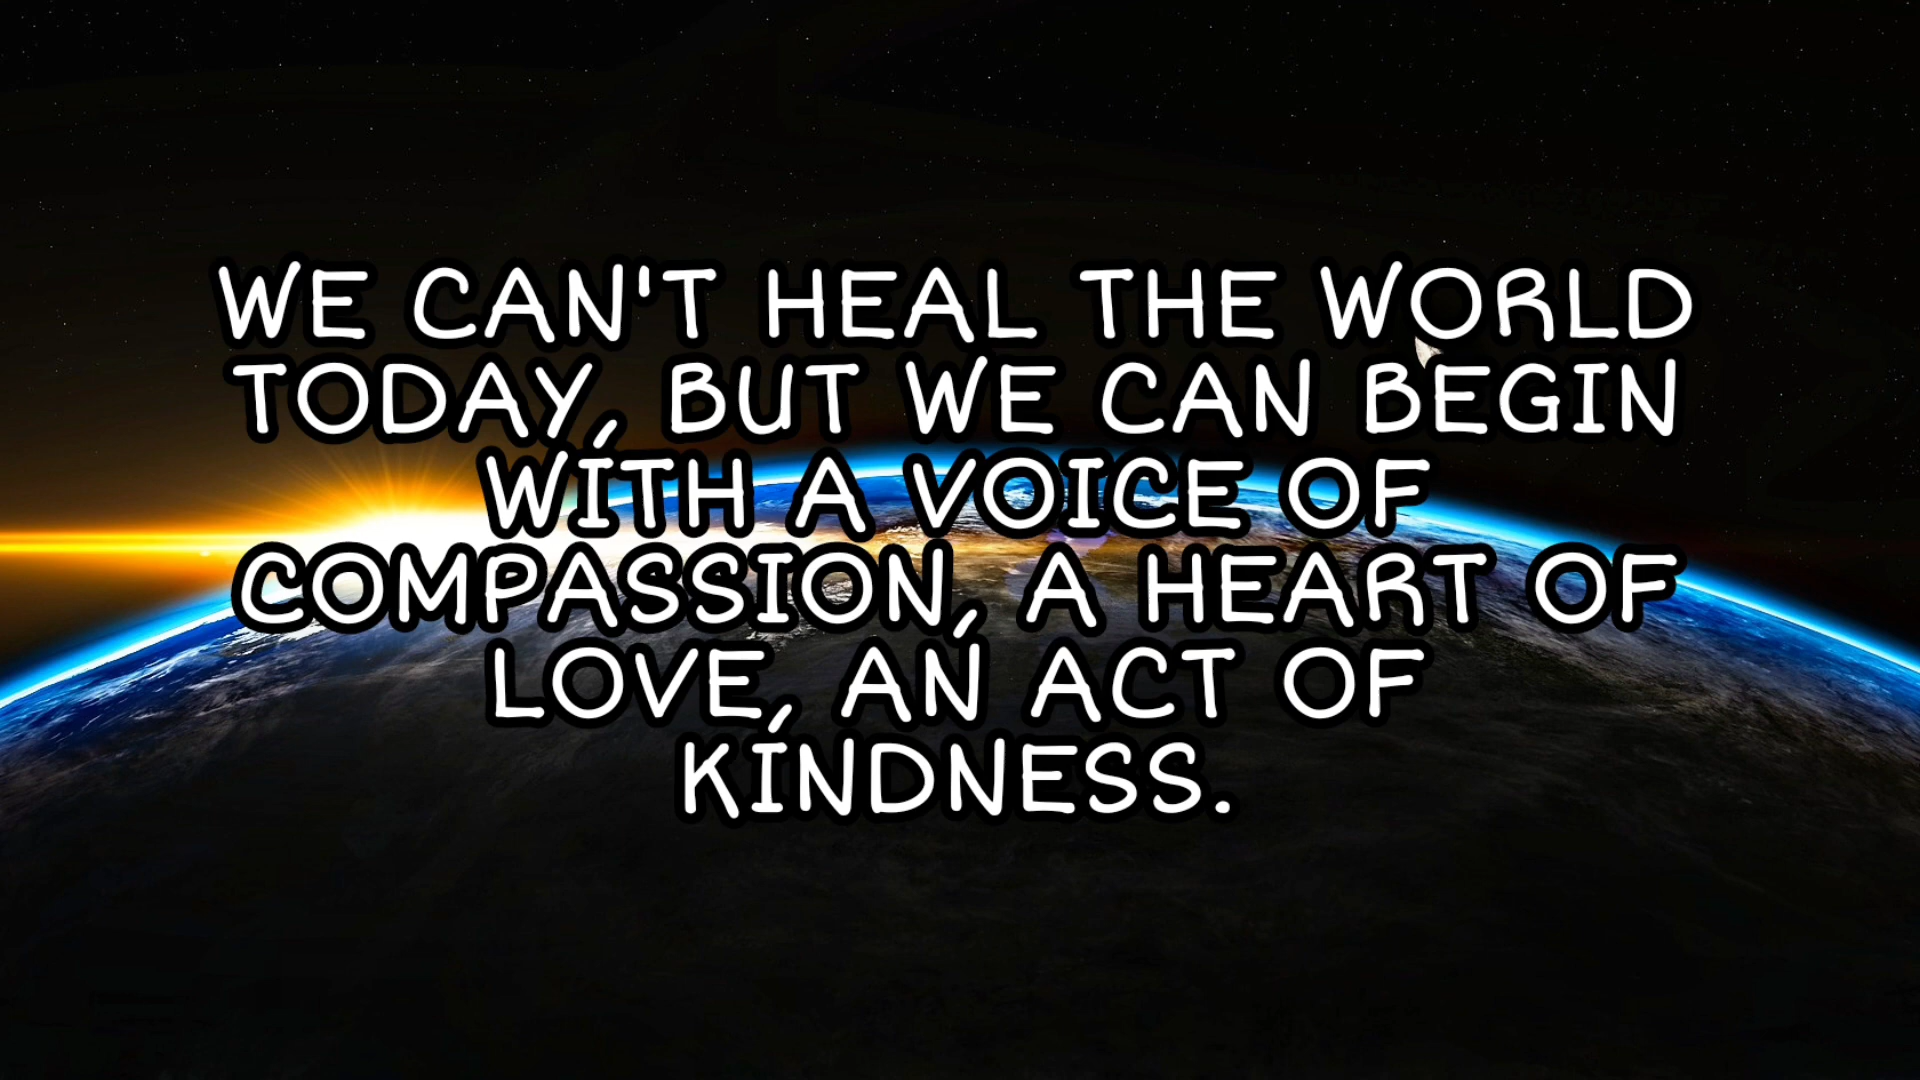 WE CAN'T HEAL THE WORLD
TODAY, BUT WE CAN BEGIN
WITH A VOICE OF
COMPASSION, A HEART OF
LOVE, AN ACT OF
KINDNESS.